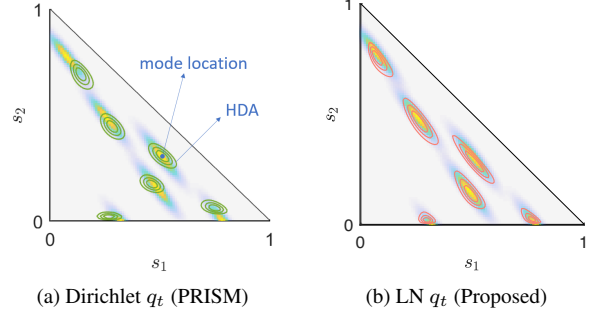 1
s₂
0
0
s₁
1
mode location
HDA
(a) Dirichlet qₜ (PRISM)
1
s₂
0
0
s₁
1
(b) LN qₜ (Proposed)